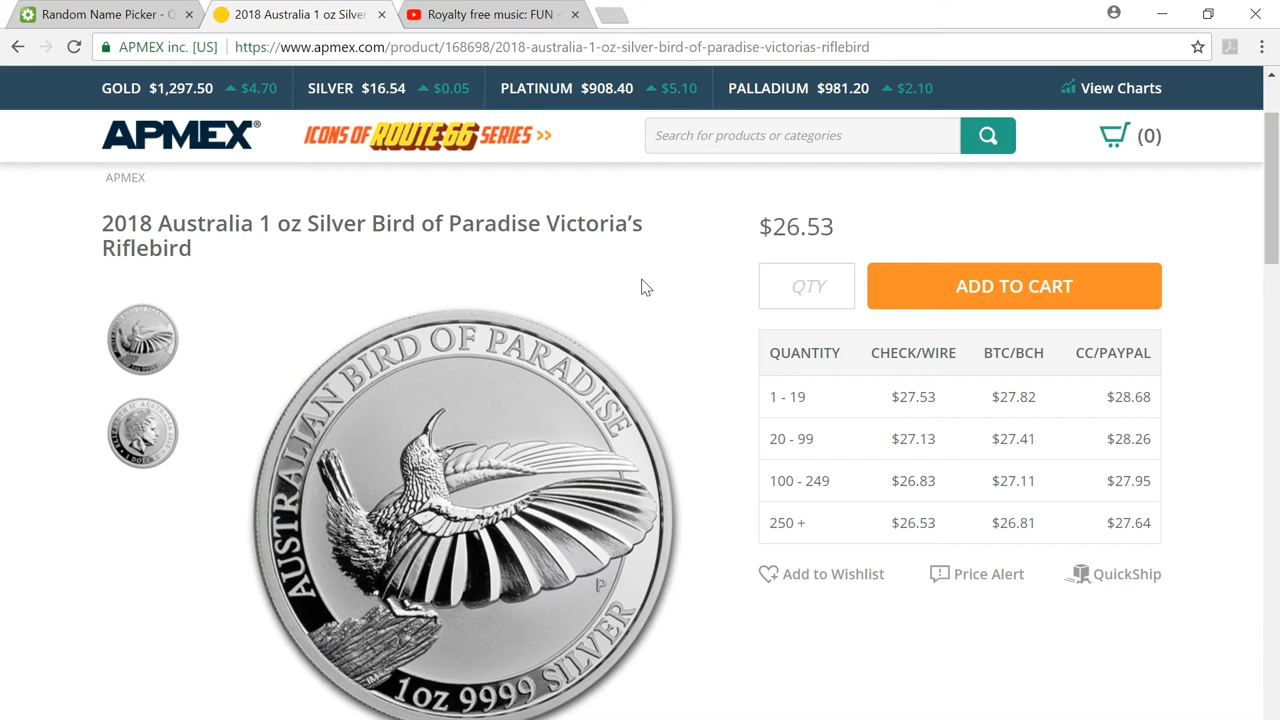 Random Name Picker - G
2018 Australia 1 oz Silver
Royalty free music: FUN -
APMEX inc. [US]
https://www.apmex.com/product/168698/2018-australia-1-oz-silver-bird-of-paradise-victorias-riflebird
GOLD $1,297.50 $4.70 SILVER $16.54 $0.05 PLATINUM $908.40 $5.10 PALLADIUM $981.20 $2.10 View Charts
APMEX® ICONS OF ROUTE 66 SERIES >> Search for products or categories (0)
APMEX
2018 Australia 1 oz Silver Bird of Paradise Victoria's
Riflebird
$26.53
QTY ADD TO CART
QUANTITY CHECK/WIRE BTC/BCH CC/PAYPAL
1 - 19 $27.53 $27.82 $28.68
20 - 99 $27.13 $27.41 $28.26
100 - 249 $26.83 $27.11 $27.95
250 + $26.53 $26.81 $27.64
Add to Wishlist Price Alert QuickShip
AUSTRALIAN BIRD OF PARADISE
P
1oz 9999 SILVER